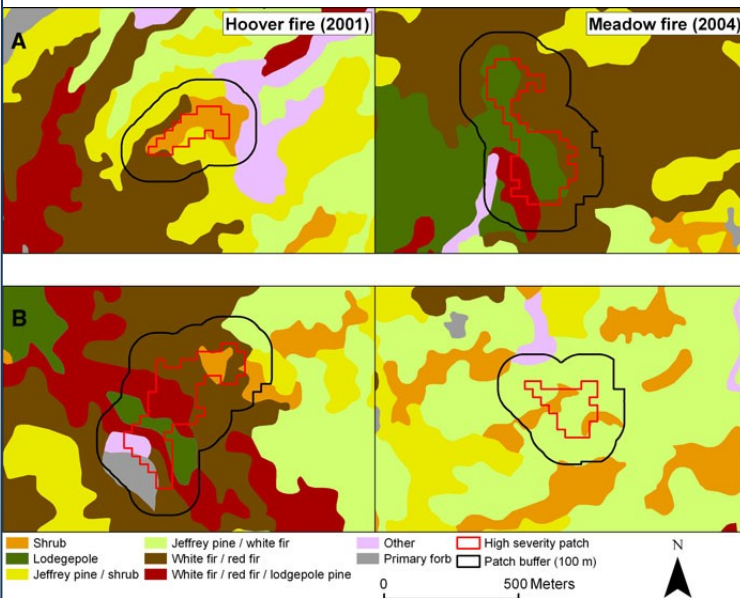 A
Hoover fire (2001)
Meadow fire (2004)
B
Shrub
Lodegepole
Jeffrey pine / shrub
Jeffrey pine / white fir
White fir / red fir
White fir / red fir / lodgepole pine
Other
Primary forb
High severity patch
Patch buffer (100 m)
0 500 Meters
N